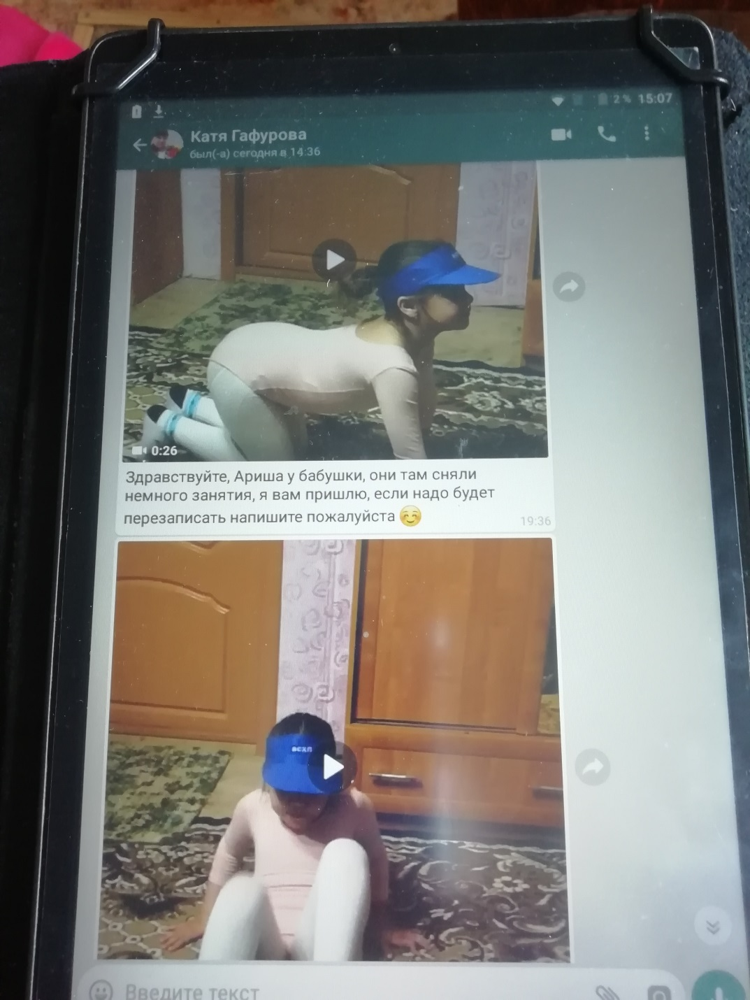 2% 15:07
Катя Гафурова
был(-а) сегодня в 14:36
0:26
Здравствуйте, Ариша у бабушки, они там сняли
немного занятия, я вам пришлю, если надо будет
перезаписать напишите пожалуйста 😊
19:36
всхп
Введите текст